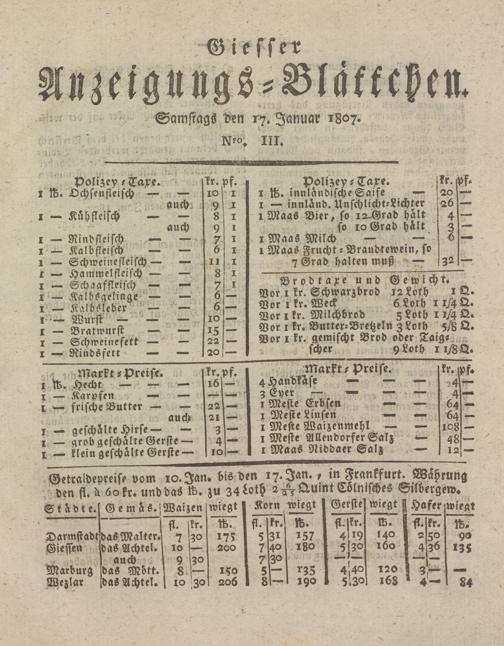 Giesser
Anzeigungs-Blättchen.
Samstags den 17. Januar 1807.
Nro. III.
Polizey-Taxe. kr. pf.
1 ℔. Ochsenfleisch — — 10 1
auch 9 1
1 — Kühfleisch — — 8 1
auch 9 1
1 — Rindfleisch — — 7 1
1 — Kalbfleisch — — 6 1
1 — Schweinefleisch — — 11 1
1 — Hammelfleisch — — 8 1
1 — Schaaffleisch — — 7 1
1 — Kalbsgelinge — — 6 —
1 — Kalbsleber — — 6 —
1 — Wurst — — 10 —
1 — Bratwurst — — 15 —
1 — Schweinefett — — 22 —
1 — Rindsfett — — 20 —
Polizey-Taxe. kr. pf.
1 ℔. innländische Saife — 20 —
1 — innländ. Unschlicht-Lichter 26 —
1 Maas Bier, so 12 Grad hält 4 —
so 10 Grad hält 3 —
1 Maas Milch — — 6 —
1 Maas Frucht-Brandtewein, so
7 Grad halten muß — 32 —
Brodtaxe und Gewicht.
Vor 1 kr. Schwarzbrod 12 Loth 1 Q.
Vor 1 kr. Weck 6 Loth 1 1/4 Q.
Vor 1 kr. Milchbrod 5 Loth 1 1/4 Q.
Vor 1 kr. Butter-Bretzeln 3 Loth 5/8 Q.
Vor 1 kr. gemischt Brod oder Taig-
scher 9 Loth 1 1/8 Q.
Markt-Preise. kr. pf.
1 ℔. Hecht — — 16 —
1 — Karpfen — — — —
1 — frische Butter — — 22 —
auch 21 —
1 — geschälte Hirse — — 3 —
1 — grob geschälte Gerste — 4 —
1 — klein geschälte Gerste — 10 —
Markt-Preise. kr. pf.
4 Handkäse — — 4 —
3 Eyer — — 4 —
1 Meste Erbsen — — 64 —
1 Meste Linsen — — 64 —
1 Meste Waizenmehl — — 108 —
1 Meste Allendorfer Salz — 48 —
1 Maas Niddaer Salz — 12 —
Getraidepreise vom 10. Jan. bis den 17. Jan., in Frankfurt. Währung
den fl. à 60 kr. und das ℔. zu 34 Loth 2 6/25 Quint Cölnisches Silbergew.
Städte. Gemäs. Waizen wiegt Korn wiegt Gerste wiegt Hafer wiegt
fl. kr. ℔. fl. kr. ℔. fl. kr. ℔. fl. kr. ℔.
Darmstadt das Malter. 7 30 175 5 31 157 4 19 140 2 50 90
Giessen das Achtel. 10 — 200 7 40 180 5 30 160 4 36 135
auch 9 30 7 30
Marburg das Mött. 8 — 150 5 — 135 4 40 120 3 — —
Wezlar das Achtel. 10 30 206 8 — 190 5 30 168 4 — 84